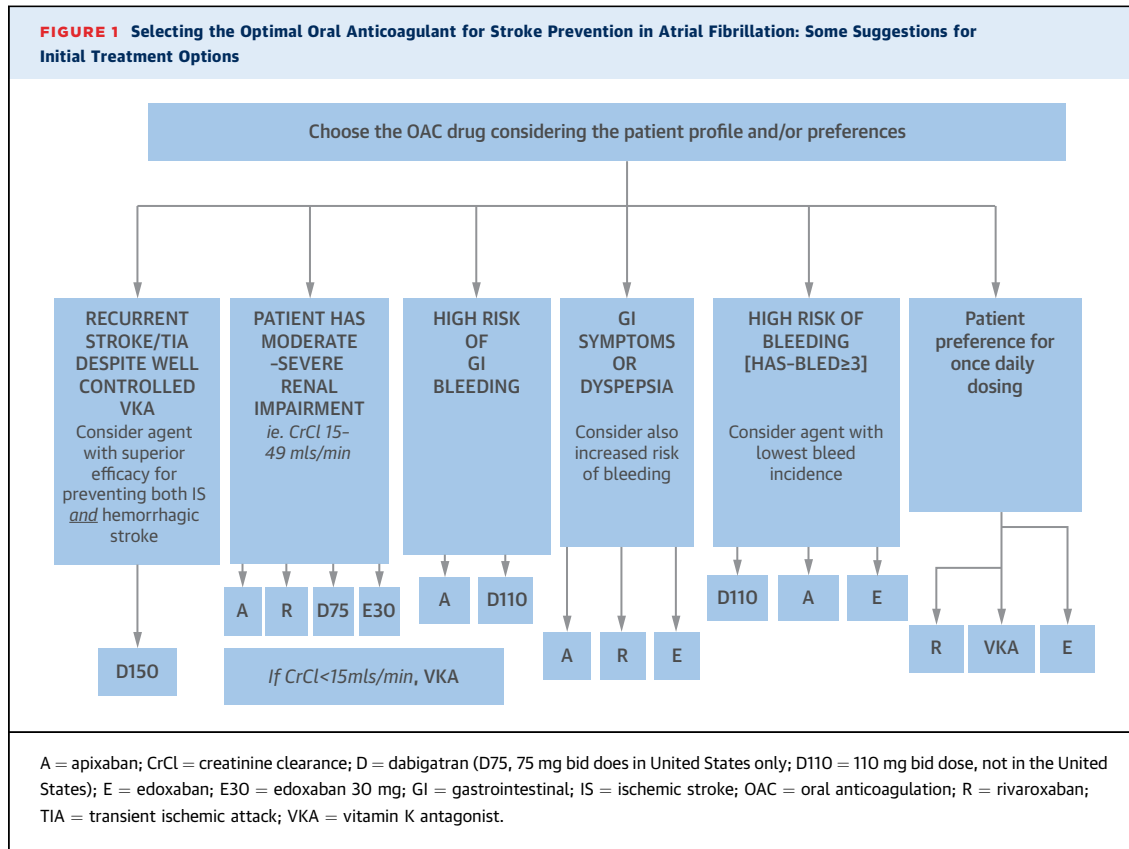 FIGURE 1 Selecting the Optimal Oral Anticoagulant for Stroke Prevention in Atrial Fibrillation: Some Suggestions for
Initial Treatment Options
Choose the OAC drug considering the patient profile and/or preferences
RECURRENT
STROKE/TIA
DESPITE WELL
CONTROLLED
VKA
Consider agent
with superior
efficacy for
preventing both IS
and hemorrhagic
stroke
D150
PATIENT HAS
MODERATE
-SEVERE
RENAL
IMPAIRMENT
ie. CrCl 15-
49 mls/min
A R D75 E30
If CrCl<15mls/min, VKA
HIGH RISK
OF
GI
BLEEDING
A D110
GI
SYMPTOMS
OR
DYSPEPSIA
Consider also
increased risk
of bleeding
A R E
HIGH RISK OF
BLEEDING
[HAS-BLED≥3]
Consider agent with
lowest bleed
incidence
D110 A E
Patient
preference for
once daily
dosing
R VKA E
A = apixaban; CrCl = creatinine clearance; D = dabigatran (D75, 75 mg bid does in United States only; D110 = 110 mg bid dose, not in the United
States); E = edoxaban; E30 = edoxaban 30 mg; GI = gastrointestinal; IS = ischemic stroke; OAC = oral anticoagulation; R = rivaroxaban;
TIA = transient ischemic attack; VKA = vitamin K antagonist.